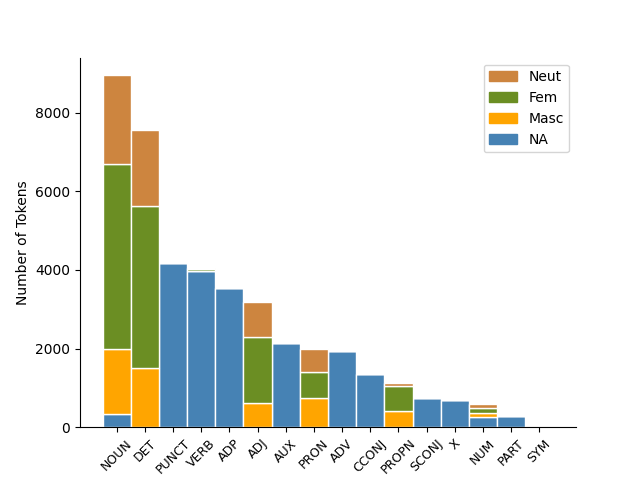 Neut
Fem
Masc
NA
Number of Tokens
8000
6000
4000
2000
0
NOUN DET PUNCT VERB ADP ADJ AUX PRON ADV CCONJ PROPN SCONJ X NUM PART SYM